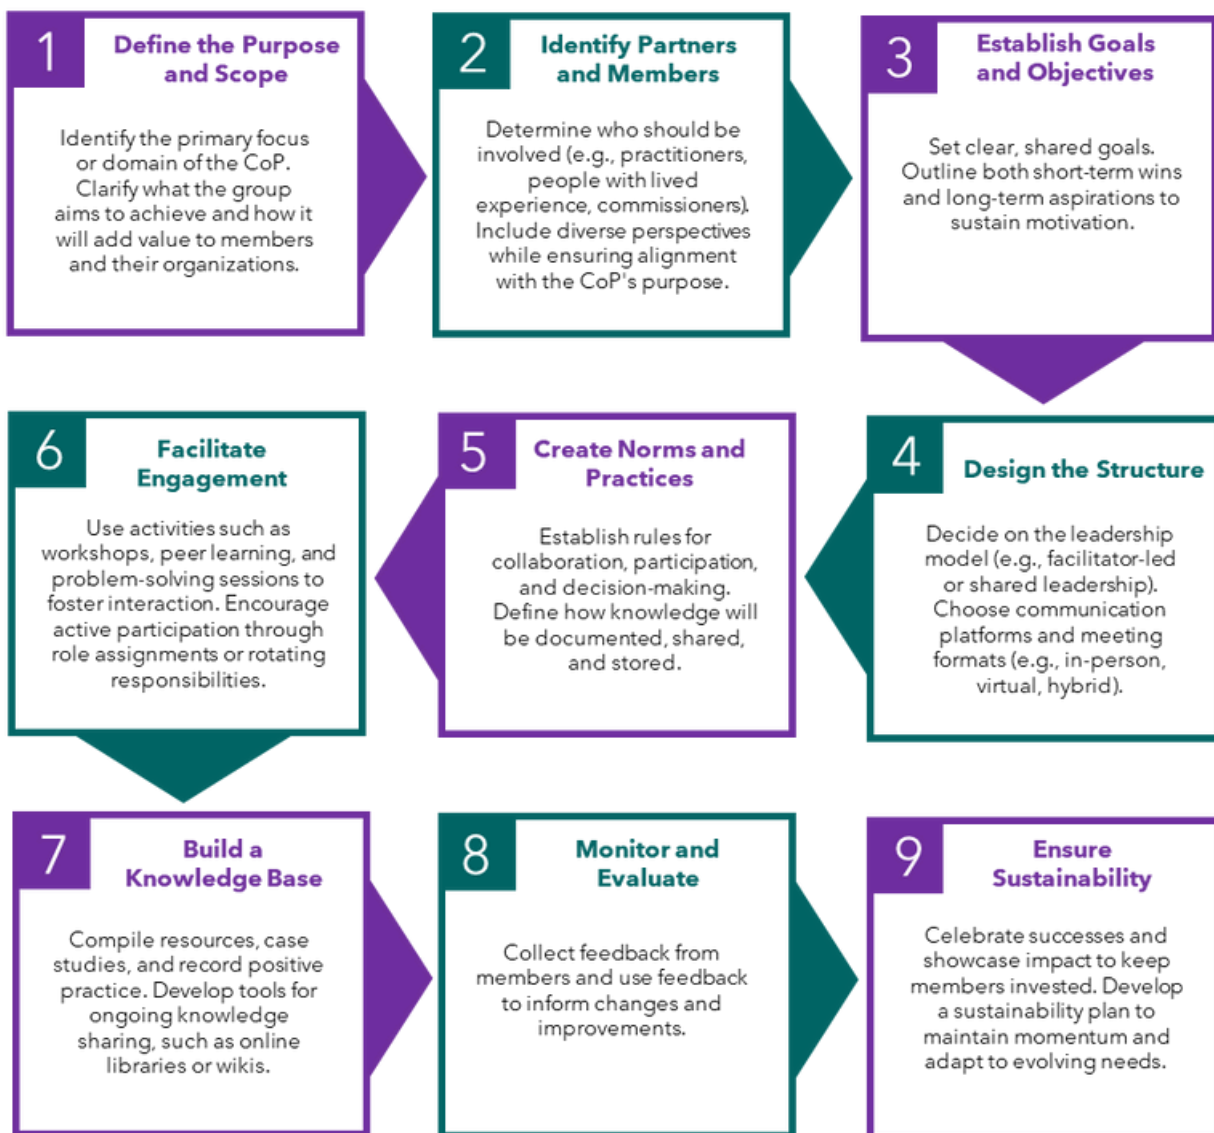 1
Define the Purpose
and Scope
Identify the primary focus
or domain of the CoP.
Clarify what the group
aims to achieve and how it
will add value to members
and their organizations.
2
Identify Partners
and Members
Determine who should be
involved (e.g., practitioners,
people with lived
experience, commissioners).
Include diverse perspectives
while ensuring alignment
with the CoP's purpose.
3
Establish Goals
and Objectives
Set clear, shared goals.
Outline both short-term wins
and long-term aspirations to
sustain motivation.
4
Design the Structure
Decide on the leadership
model (e.g., facilitator-led
or shared leadership).
Choose communication
platforms and meeting
formats (e.g., in-person,
virtual, hybrid).
5
Create Norms and
Practices
Establish rules for
collaboration, participation,
and decision-making.
Define how knowledge will
be documented, shared,
and stored.
6
Facilitate
Engagement
Use activities such as
workshops, peer learning, and
problem-solving sessions to
foster interaction. Encourage
active participation through
role assignments or rotating
responsibilities.
7
Build a
Knowledge Base
Compile resources, case
studies, and record positive
practice. Develop tools for
ongoing knowledge
sharing, such as online
libraries or wikis.
8
Monitor and
Evaluate
Collect feedback from
members and use feedback
to inform changes and
improvements.
9
Ensure
Sustainability
Celebrate successes and
showcase impact to keep
members invested. Develop
a sustainability plan to
maintain momentum and
adapt to evolving needs.